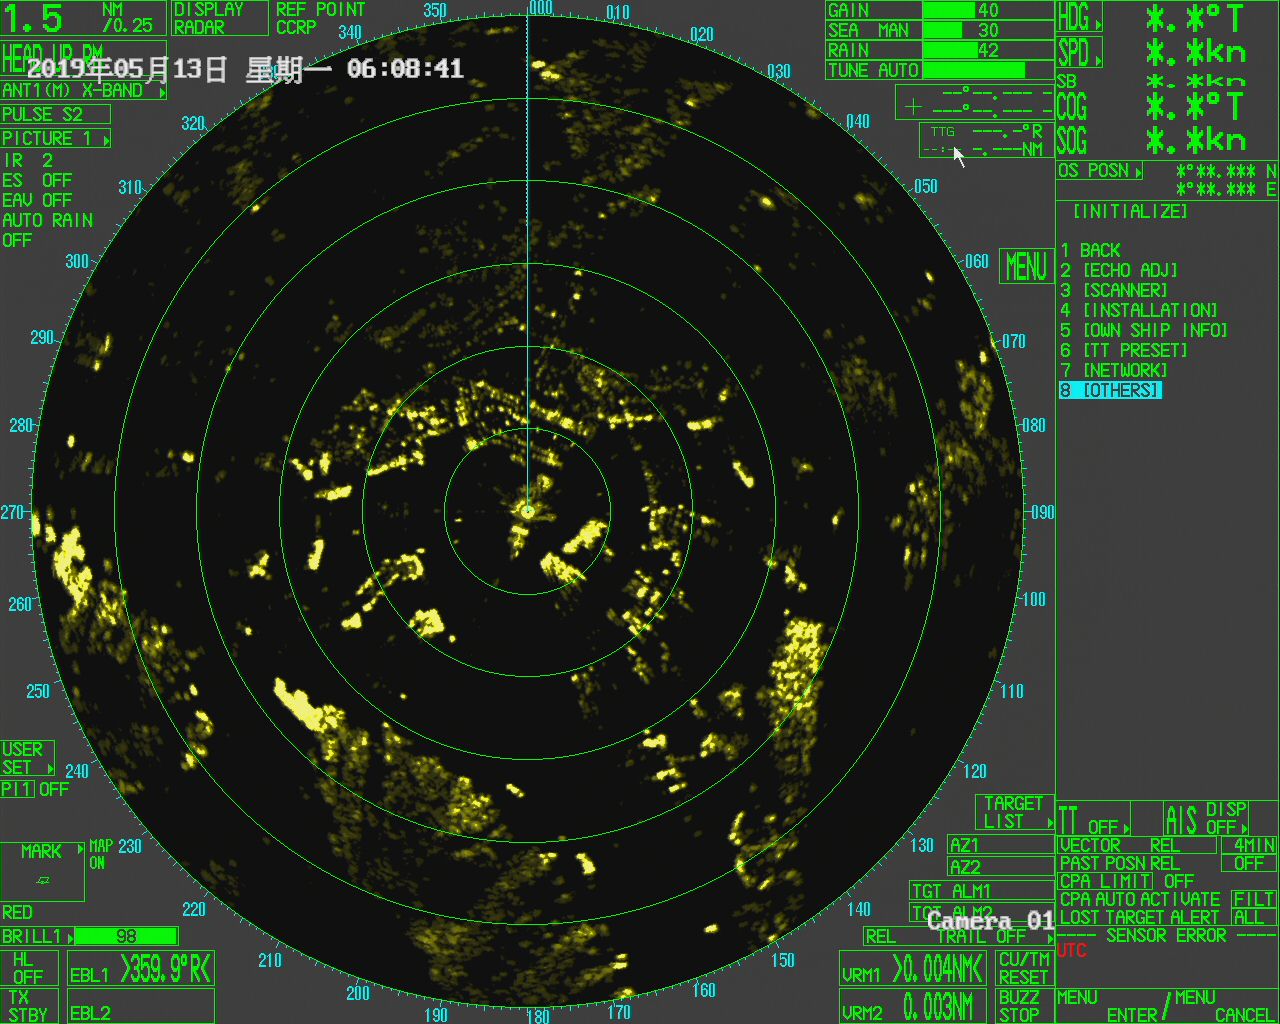 1.5 NM /0.25
DISPLAY RADAR
REF POINT CCRP
HEAD UP RM
2019年05月13日 星期一 06:08:41
ANT1(M) X-BAND
PULSE S2
PICTURE 1
IR 2
ES OFF
EAV OFF
AUTO RAIN
OFF
000
010
020
030
040
050
060
070
080
090
100
110
120
130
140
150
160
170
180
190
200
210
220
230
240
250
260
270
280
290
300
310
320
340
350
GAIN 40
SEA MAN 30
RAIN 42
TUNE AUTO
TTG °R
NM
MENU
HDG *.*°T
SPD *.*kn
SB *.*kn
COG *.*°T
SOG *.*kn
OS POSN *°**.*** N
*°**.*** E
[INITIALIZE]
1 BACK
2 [ECHO ADJ]
3 [SCANNER]
4 [INSTALLATION]
5 [OWN SHIP INFO]
6 [TT PRESET]
7 [NETWORK]
8 [OTHERS]
USER SET
PI1 OFF
MARK
MAP ON
RED
BRILL1 98
HL OFF
EBL1 >359.9°R<
TX STBY
EBL2
TARGET LIST
AZ1
AZ2
TGT ALM1
TGT ALM2
Camera 01
REL TRAIL OFF
VRM1 >0.004NM<
VRM2 0.003NM
CU/TM RESET
BUZZ STOP
TT OFF
AIS DISP OFF
VECTOR REL 4MIN
PAST POSN REL OFF
CPA LIMIT OFF
CPA AUTO ACTIVATE FILT
LOST TARGET ALERT ALL
---- SENSOR ERROR ----
UTC
MENU ENTER / MENU CANCEL